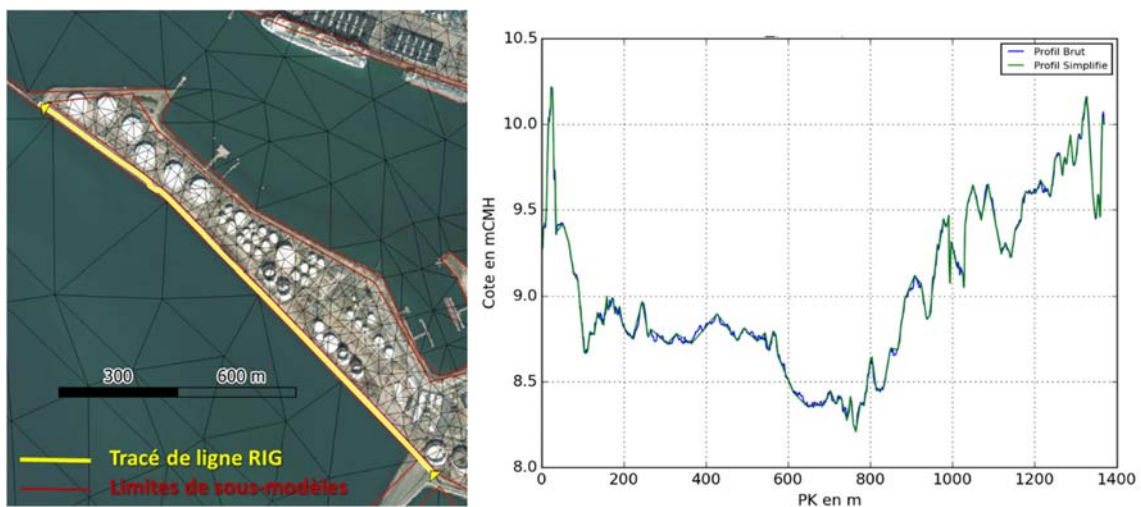 300
600 m
Tracé de ligne RIG
Limites de sous-modèles
10.5
10.0
9.5
9.0
8.5
8.0
Cote en mCMH
0
200
400
600
800
1000
1200
1400
PK en m
Profil Brut
Profil Simplifie